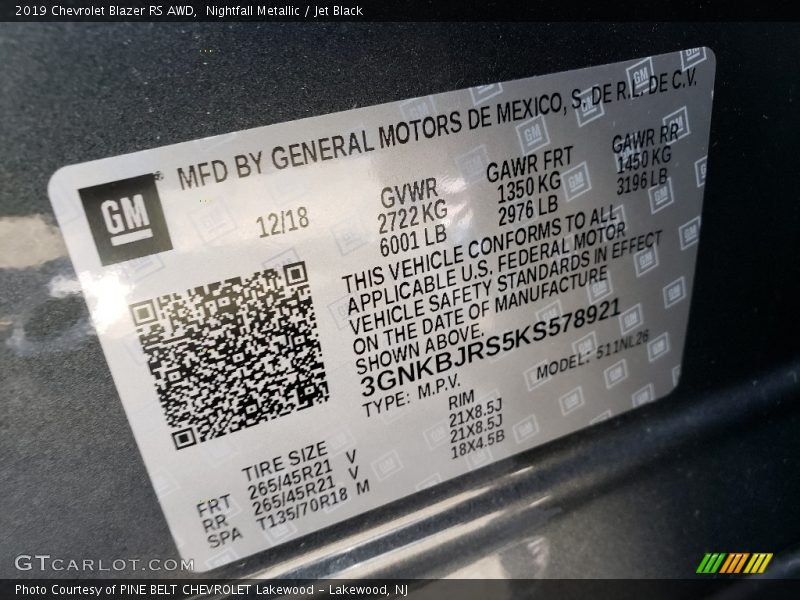 2019 Chevrolet Blazer RS AWD, Nightfall Metallic / Jet Black
MFD BY GENERAL MOTORS DE MEXICO, S. DE R.L. DE C.V.
GM
12/18
GVWR
2722 KG
6001 LB
GAWR FRT
1350 KG
2976 LB
GAWR RR
1450 KG
3196 LB
THIS VEHICLE CONFORMS TO ALL
APPLICABLE U.S. FEDERAL MOTOR
VEHICLE SAFETY STANDARDS IN EFFECT
ON THE DATE OF MANUFACTURE
SHOWN ABOVE.
3GNKBJRS5KS578921
TYPE: M.P.V.
MODEL: 511NL26
TIRE SIZE
RIM
FRT 265/45R21 V 21X8.5J
RR 265/45R21 V 21X8.5J
SPA T135/70R18 M 18X4.5B
GTCARLOT.COM
Photo Courtesy of PINE BELT CHEVROLET Lakewood - Lakewood, NJ